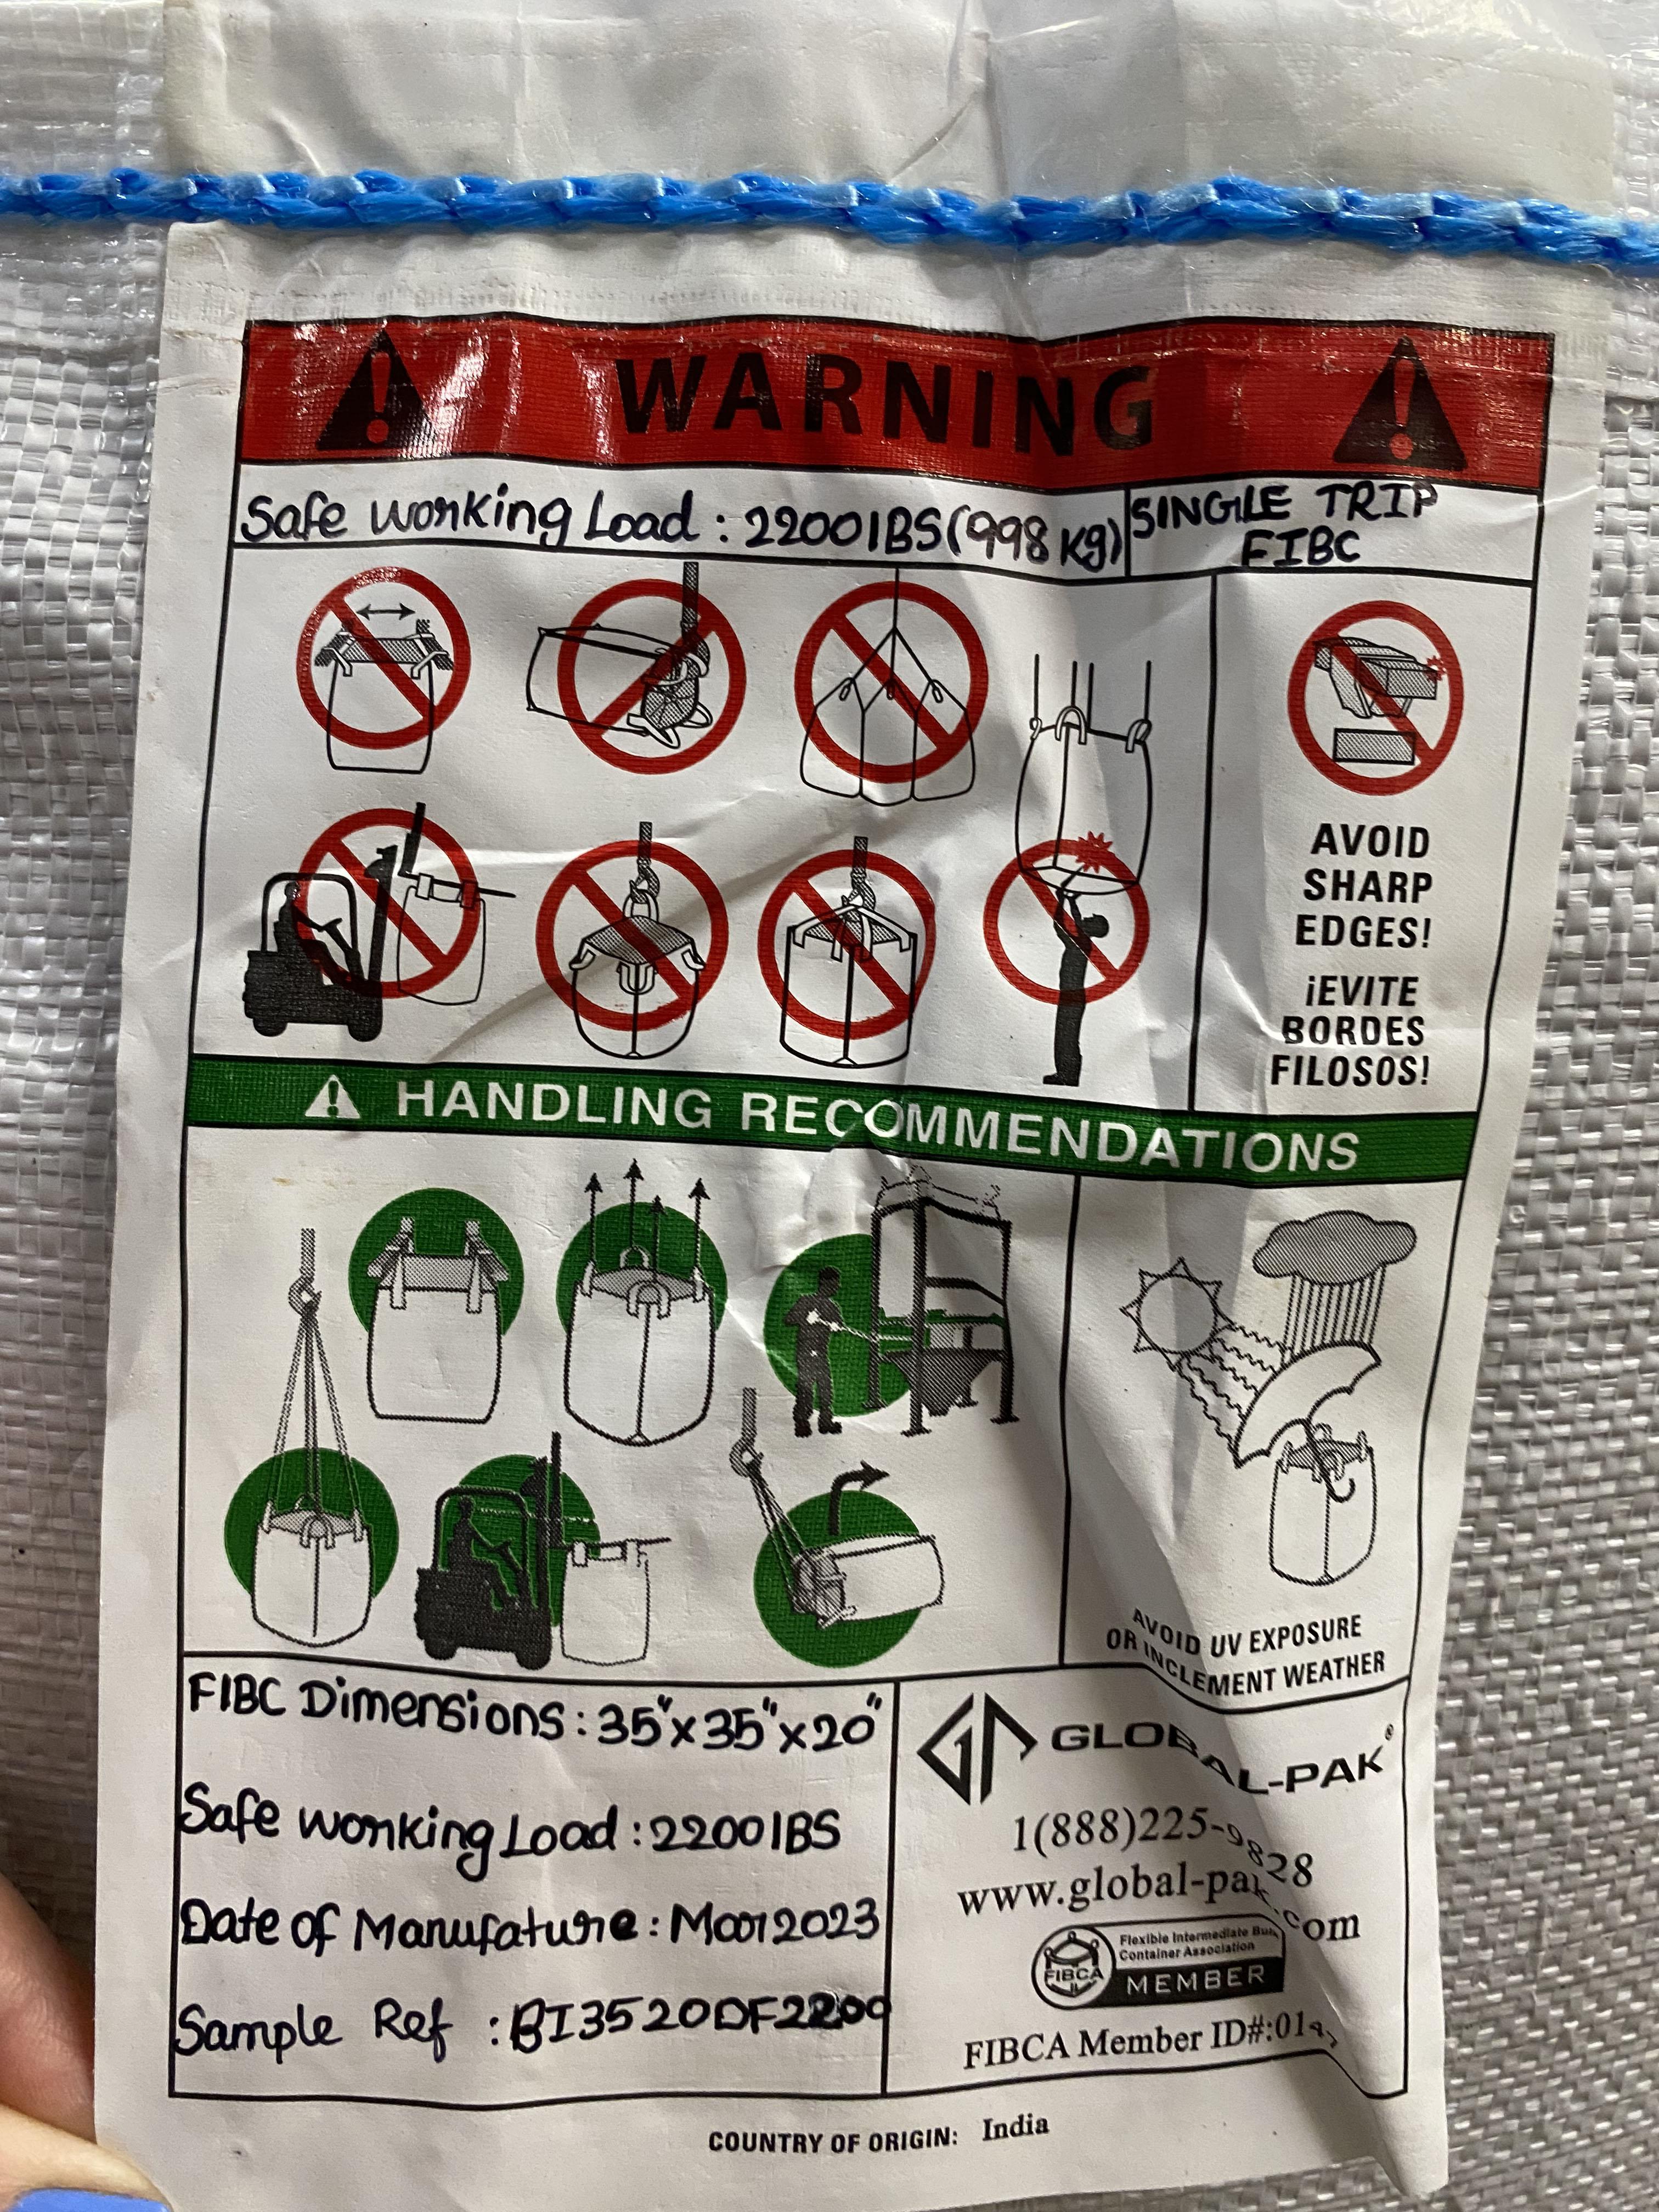 WARNING
Safe working Load : 2200lBS(998 Kg)
SINGLE TRIP
FIBC
AVOID
SHARP
EDGES!
¡EVITE
BORDES
FILOSOS!
HANDLING RECOMMENDATIONS
AVOID UV EXPOSURE
OR INCLEMENT WEATHER
FIBC Dimensions : 35"x35"x20"
Safe working Load : 2200lBS
Date of Manufature : Mar 2023
Sample Ref : BI3520DF2200
GLOBAL-PAK®
1(888)225-9828
www.global-pak.com
FIBCA
Flexible Intermediate
Container Association
MEMBER
FIBCA Member ID#:
COUNTRY OF ORIGIN: India